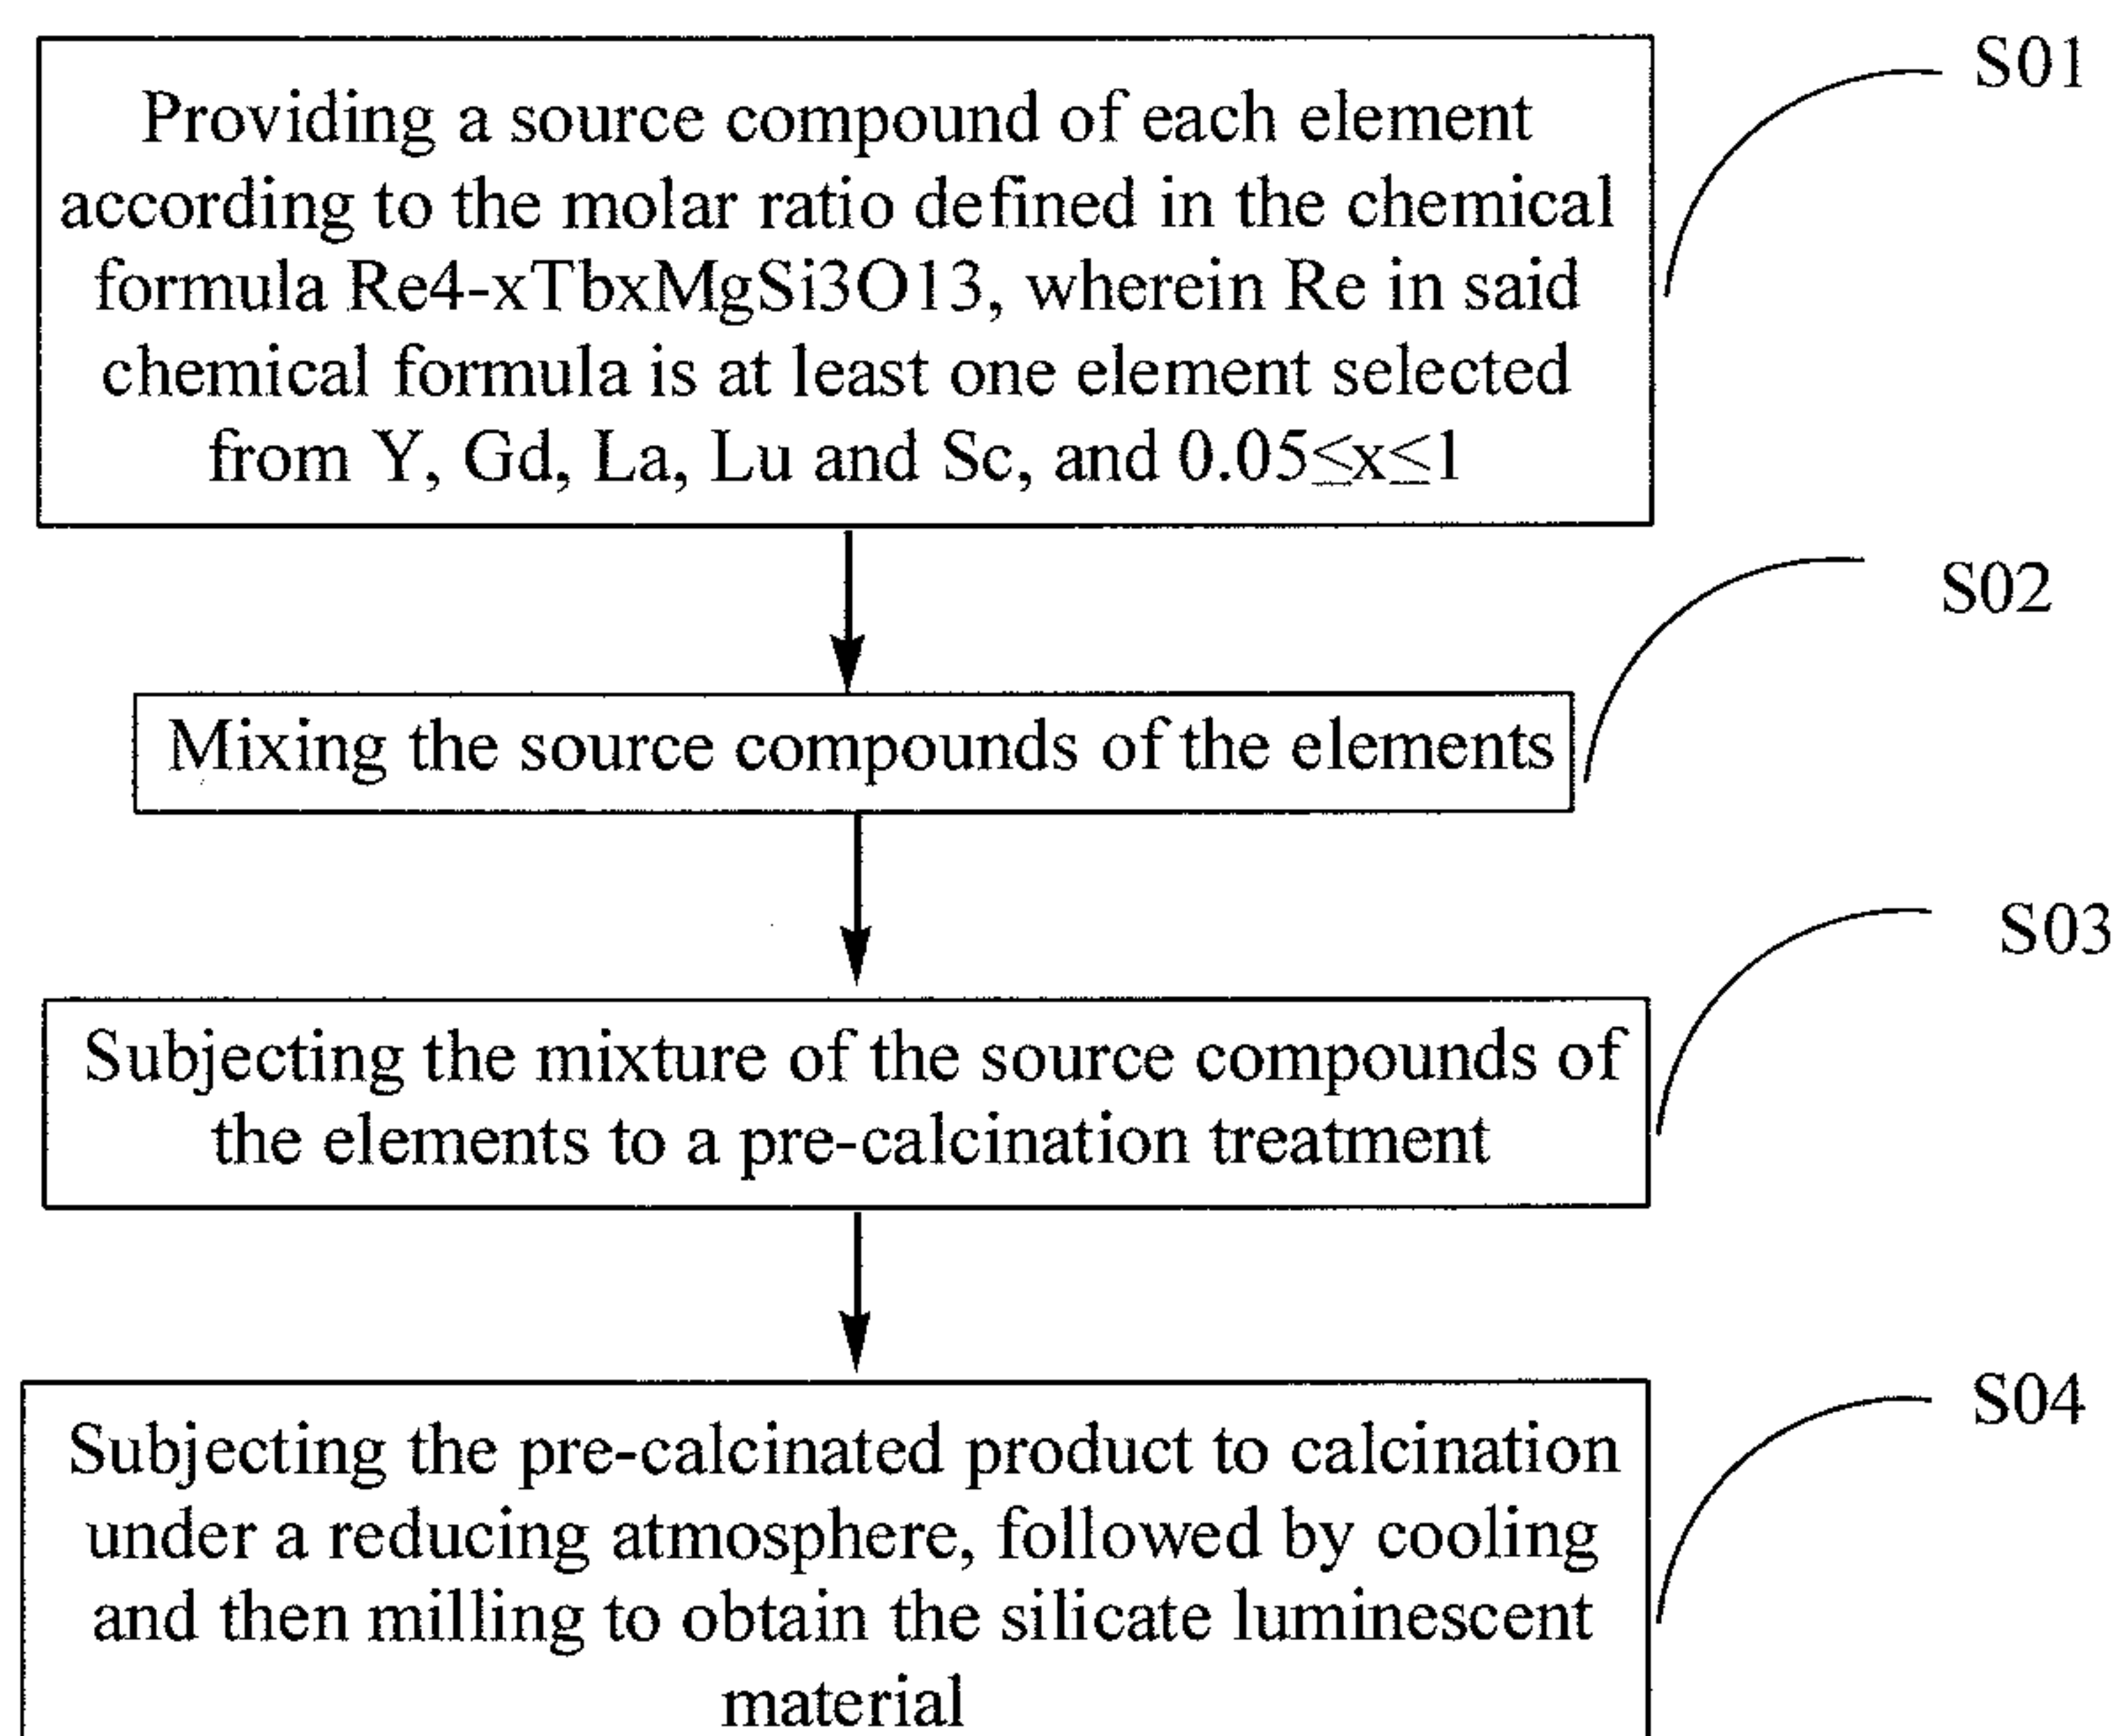 S01
Providing a source compound of each element
according to the molar ratio defined in the chemical
formula Re4-xTbxMgSi3O13, wherein Re in said
chemical formula is at least one element selected
from Y, Gd, La, Lu and Sc, and 0.05≤x≤1
S02
Mixing the source compounds of the elements
S03
Subjecting the mixture of the source compounds of
the elements to a pre-calcination treatment
S04
Subjecting the pre-calcinated product to calcination
under a reducing atmosphere, followed by cooling
and then milling to obtain the silicate luminescent
material